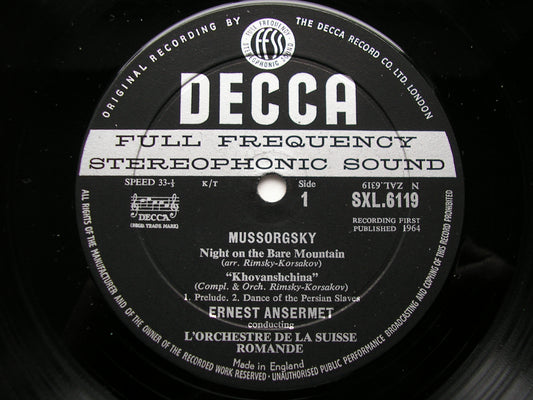 ORIGINAL RECORDING BY THE DECCA RECORD CO. LTD. LONDON
FULL FREQUENCY
ffss
STEREOPHONIC SOUND
DECCA
FULL FREQUENCY
STEREOPHONIC SOUND
SPEED 33-⅓ K/T Side N ZAL.6319
1 SXL.6119
DECCA
(REGD. TRADE MARK)
RECORDING FIRST
PUBLISHED 1964
MUSSORGSKY
Night on the Bare Mountain
(arr. Rimsky-Korsakov)
“Khovanshchina”
(Compl. & Orch. Rimsky-Korsakov)
1. Prelude. 2. Dance of the Persian Slaves
ERNEST ANSERMET
conducting
L'ORCHESTRE DE LA SUISSE
ROMANDE
Made in England
ALL RIGHTS OF THE MANUFACTURER AND OF THE OWNER OF THE RECORDED WORK RESERVED · UNAUTHORISED PUBLIC PERFORMANCE BROADCASTING AND COPYING OF THIS RECORD PROHIBITED